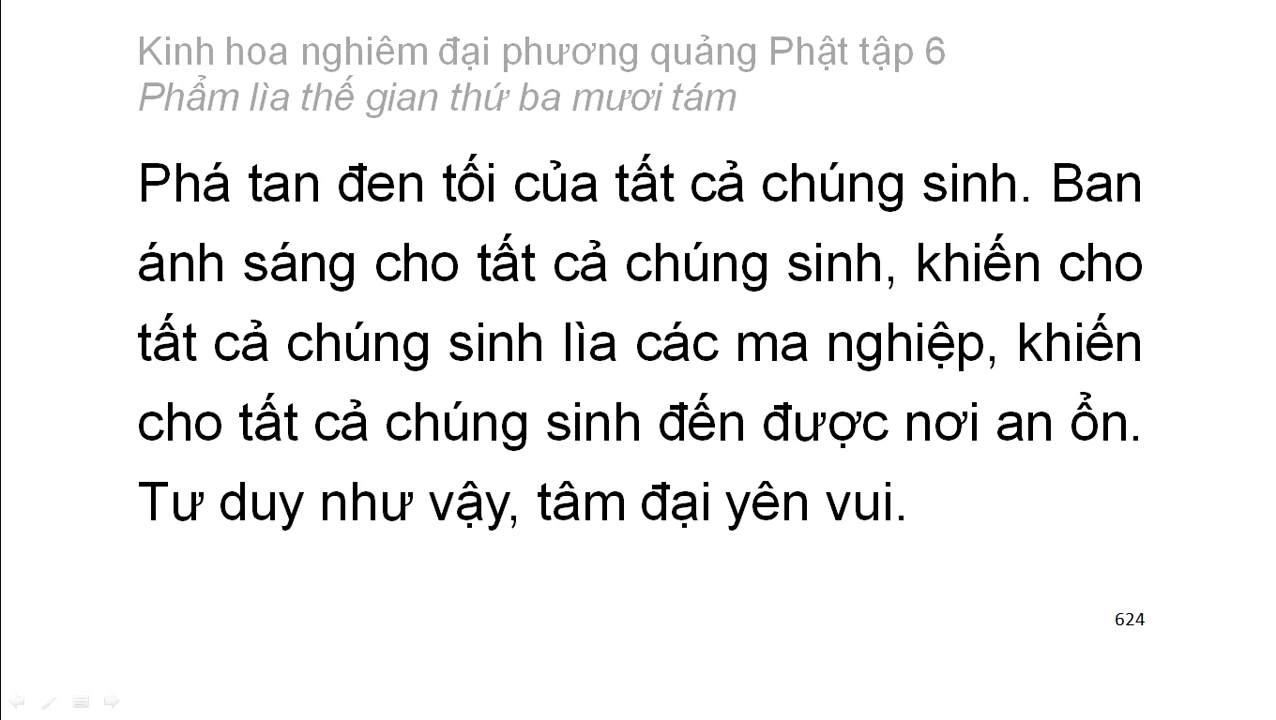 Kinh hoa nghiêm đại phương quảng Phật tập 6
Phẩm lìa thế gian thứ ba mươi tám
Phá tan đen tối của tất cả chúng sinh. Ban
ánh sáng cho tất cả chúng sinh, khiến cho
tất cả chúng sinh lìa các ma nghiệp, khiến
cho tất cả chúng sinh đến được nơi an ổn.
Tư duy như vậy, tâm đại yên vui.
624